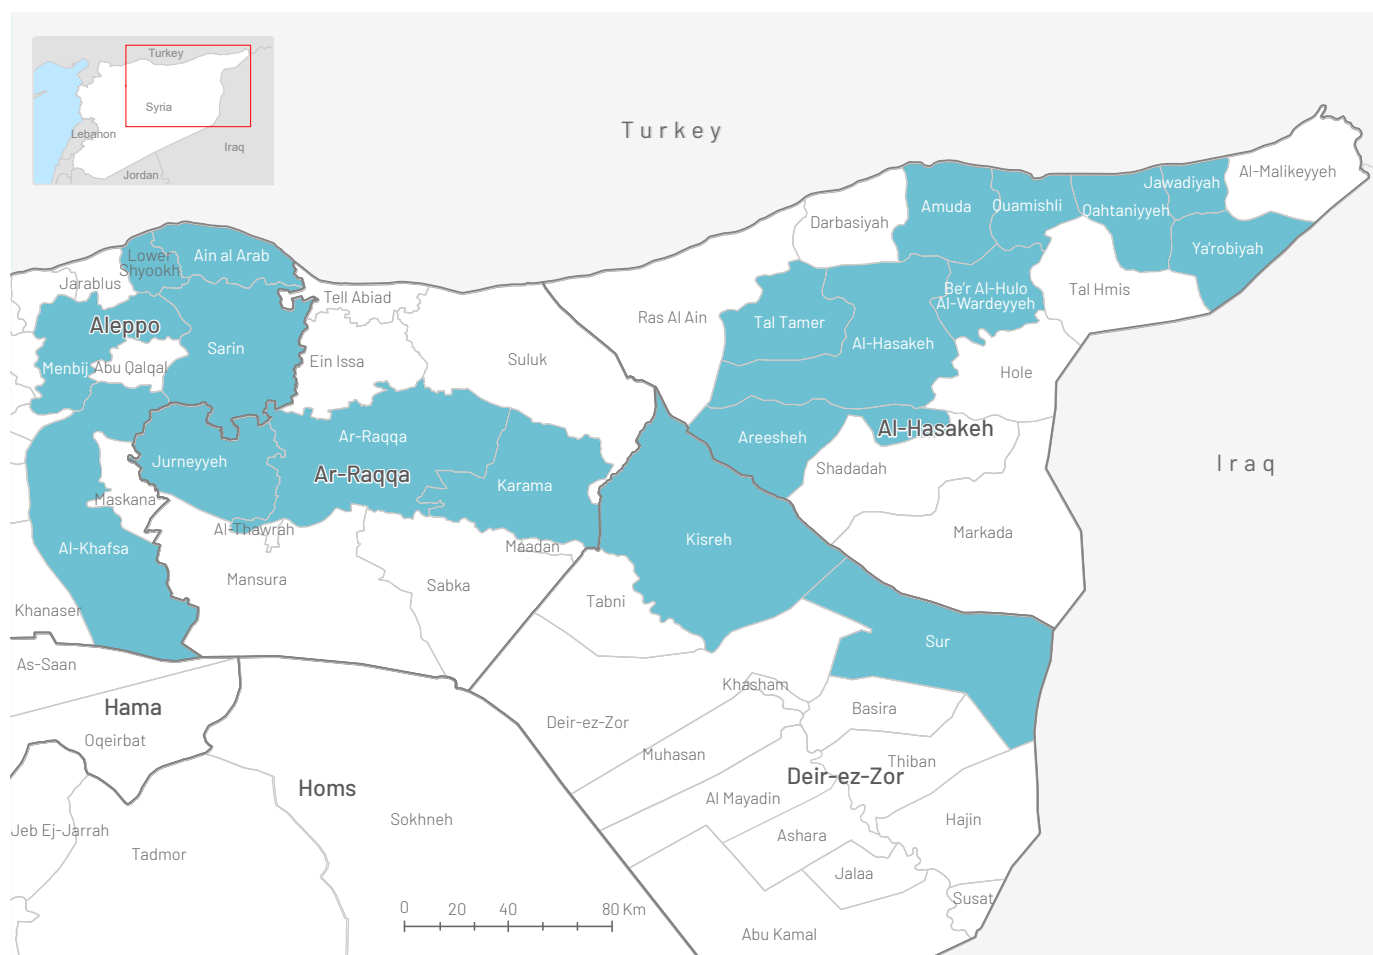 Turkey
Syria
Lebanon
Iraq
Jordan
Turkey
Iraq
Al-Malikeyyeh
Jawadiyah
Amuda
Quamishli
Qahtaniyyeh
Darbasiyah
Ya'robiyah
Lower
Shyookh
Ain al Arab
Jarablus
Tell Abiad
Be'r Al-Hulo
Al-Wardeyyeh
Tal Hmis
Aleppo
Ras Al Ain
Tal Tamer
Al-Hasakeh
Sarin
Ein Issa
Suluk
Menbij
Abu Qalqal
Hole
Ar-Raqqa
Areesheh
Al-Hasakeh
Jurneyyeh
Ar-Raqqa
Shadadah
Karama
Maskana
Al-Thawrah
Markada
Al-Khafsa
Maadan
Kisreh
Mansura
Sabka
Tabni
Khanaser
Sur
As-Saan
Khasham
Hama
Basira
Deir-ez-Zor
Oqeirbat
Muhasan
Thiban
Deir-ez-Zor
Homs
Al Mayadin
Sokhneh
Hajin
Jeb Ej-Jarrah
Ashara
Tadmor
Jalaa
Susat
0 20 40 80 Km
Abu Kamal